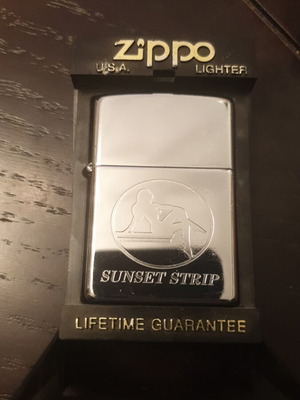 zippo
U.S.A. LIGHTER
SUNSET STRIP
LIFETIME GUARANTEE